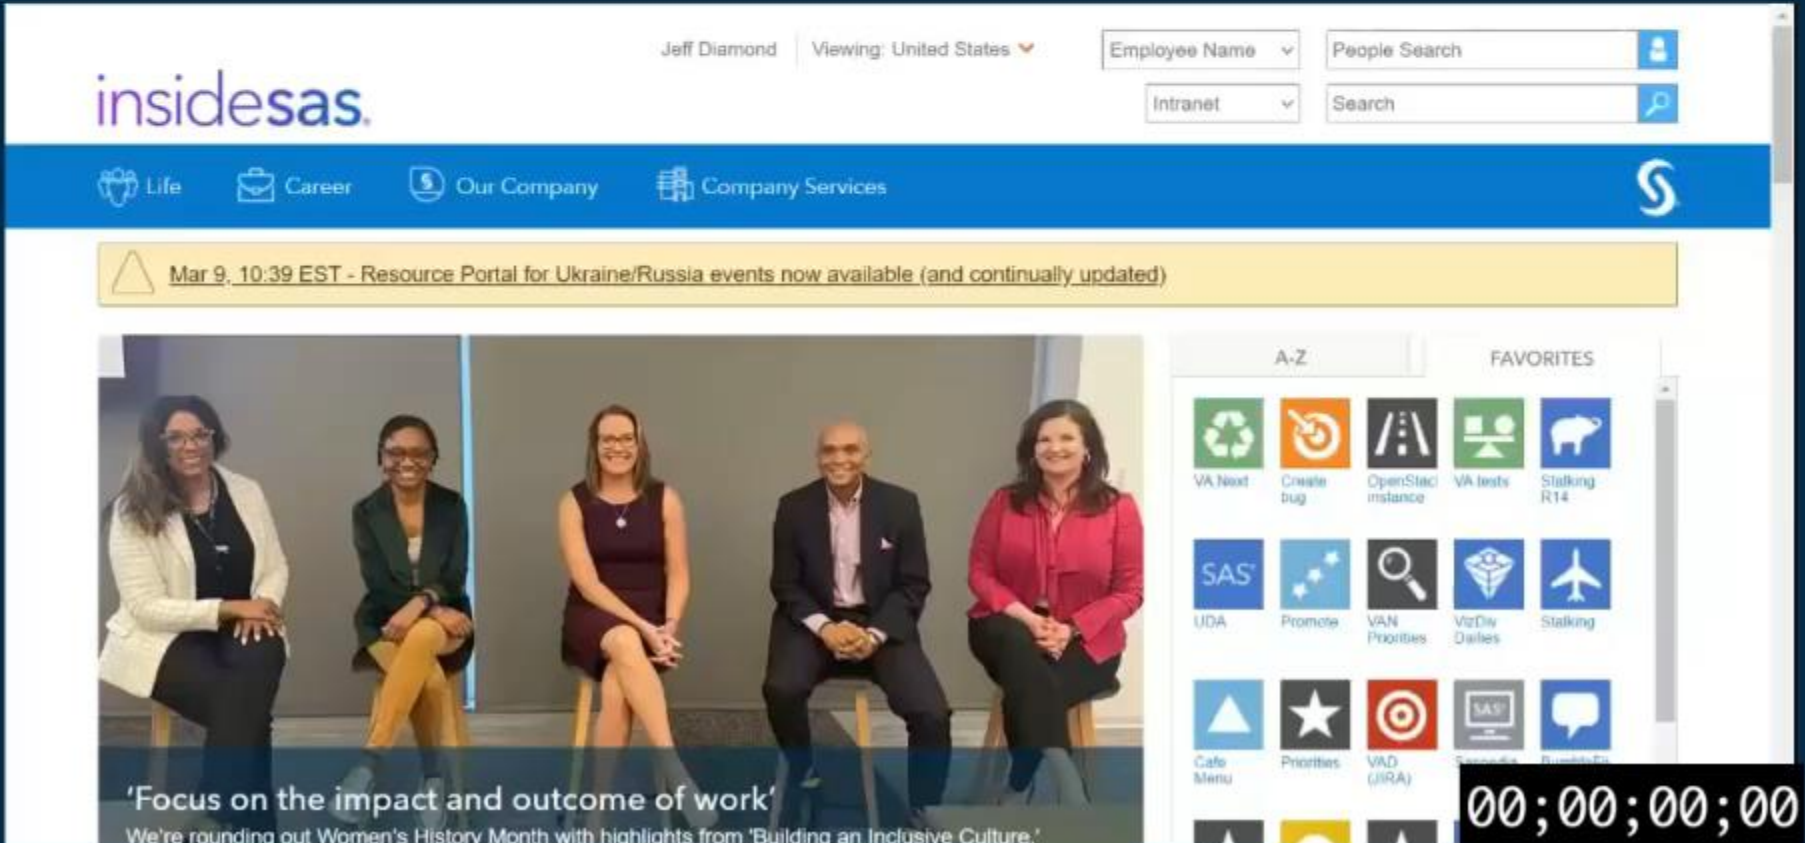 Jeff Diamond
Viewing: United States
Employee Name
People Search
insidesas.
Intranet
Search
Life
Career
Our Company
Company Services
Mar 9, 10:39 EST - Resource Portal for Ukraine/Russia events now available (and continually updated)
A-Z
FAVORITES
VA Next
Create bug
OpenStac instance
VA tests
Stalking R14
SAS
UDA
Promote
VAN Priorities
VizDiv Dailies
Stalking
SAS
Cafe Menu
Priorities
VAD (JIRA)
'Focus on the impact and outcome of work'
We're rounding out Women's History Month with highlights from 'Building an Inclusive Culture.'
00;00;00;00